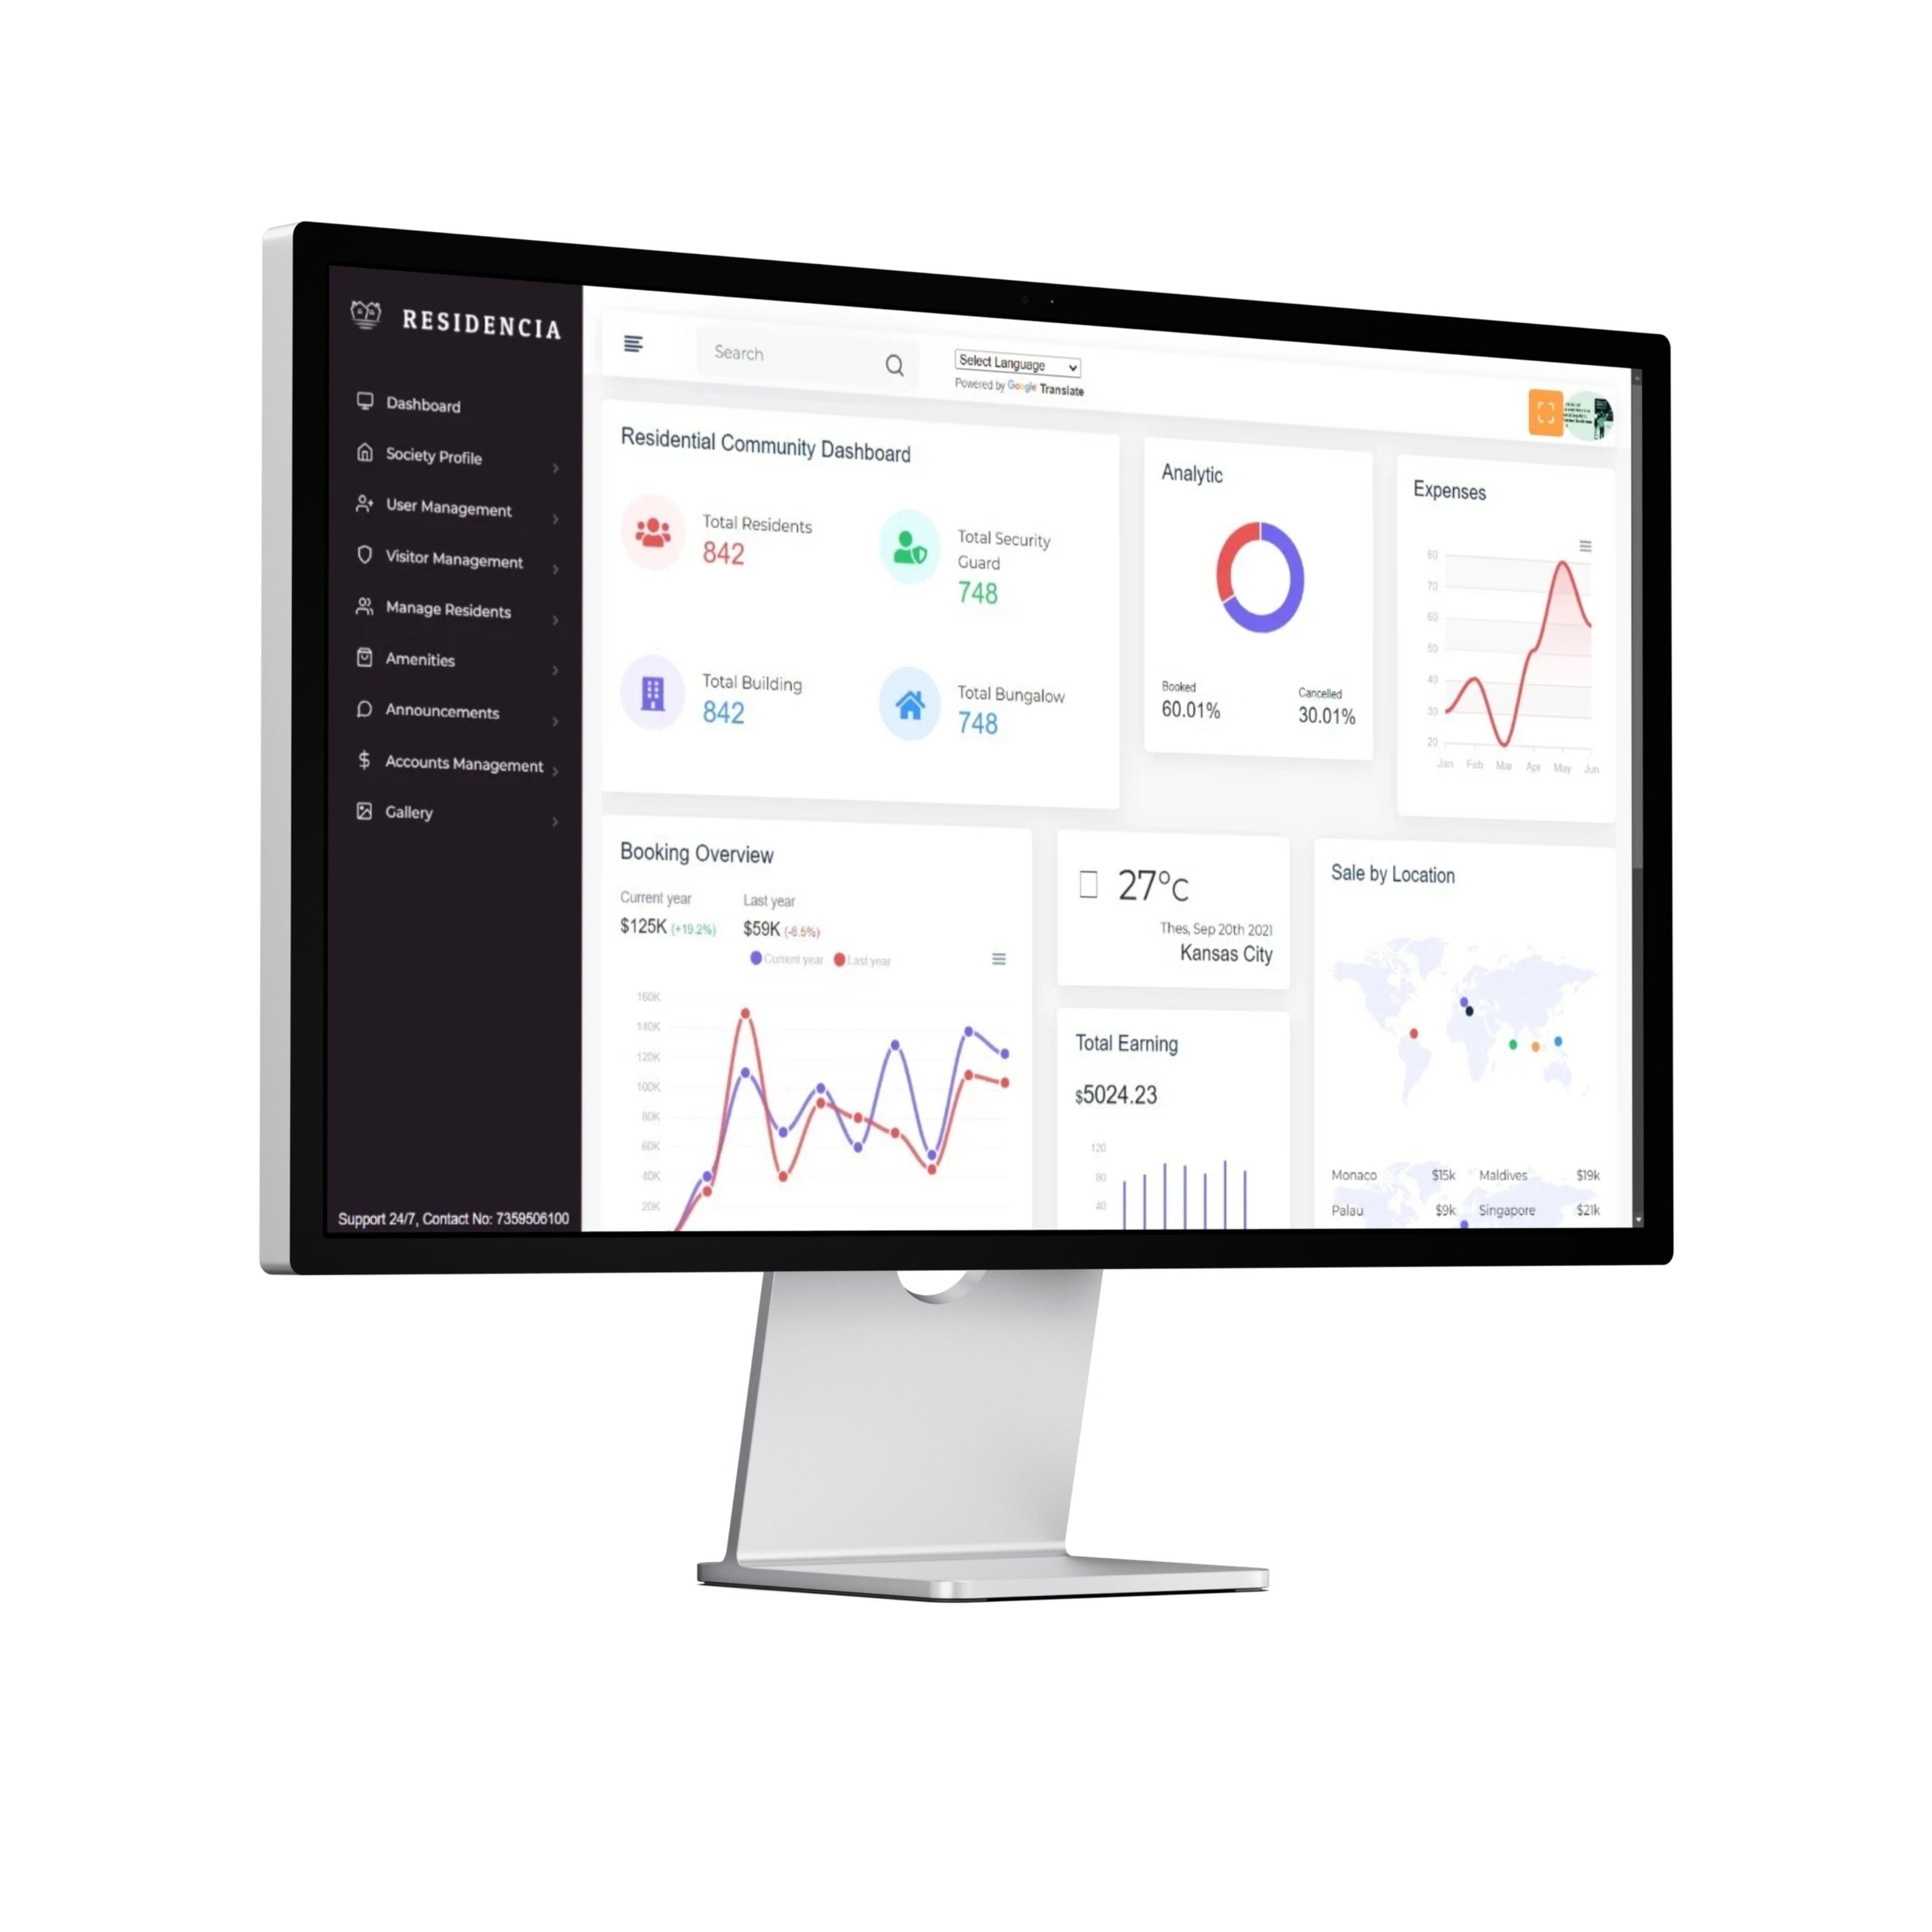 RESIDENCIA
Dashboard
Society Profile
User Management
Visitor Management
Manage Residents
Amenities
Announcements
Accounts Management
Gallery
Support 24/7, Contact No: 7359506100
Search
Select Language
Powered by Google Translate
Residential Community Dashboard
Total Residents
842
Total Security
Guard
748
Total Building
842
Total Bungalow
748
Analytic
Booked
60.01%
Cancelled
30.01%
Expenses
80
70
60
50
40
30
20
Jan Feb Mar Apr May Jun
Booking Overview
Current year
$125K (+19.2%)
Last year
$59K (-6.5%)
Current year Last year
160K
140K
120K
100K
80K
60K
40K
20K
27°C
Thes, Sep 20th 2021
Kansas City
Total Earning
$5024.23
120
80
40
Sale by Location
Monaco $15k Maldives $19k
Palau $9k Singapore $21k